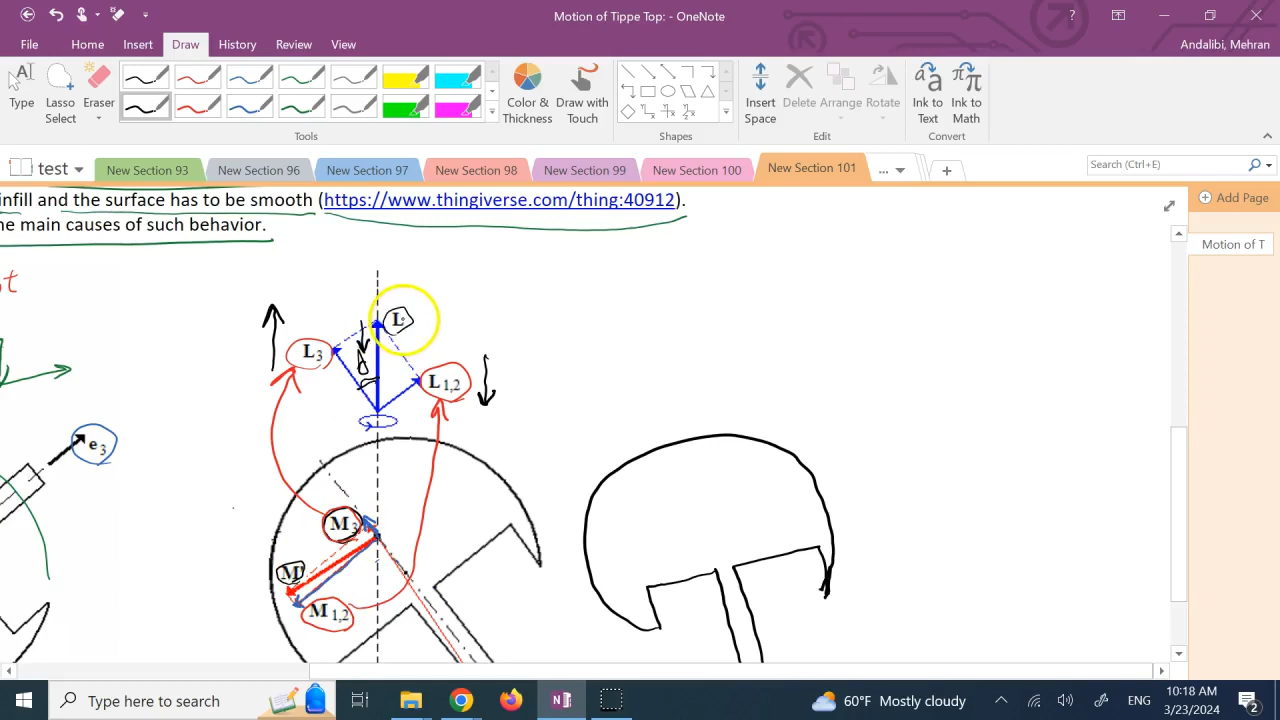 Motion of Tippe Top: - OneNote
?
File Home Insert Draw History Review View
Andalibi, Mehran
Type
Lasso Select
Eraser
Color & Thickness
Draw with Touch
Insert Space
Delete
Arrange
Rotate
Ink to Text
Ink to Math
Tools
Shapes
Edit
Convert
test
New Section 93
New Section 96
New Section 97
New Section 98
New Section 99
New Section 100
New Section 101
...
Search (Ctrl+E)
Add Page
Motion of T
infill and the surface has to be smooth (https://www.thingiverse.com/thing:40912).
he main causes of such behavior.
L
L3
L1,2
e3
M3
M
M1,2
Type here to search
60°F Mostly cloudy
ENG
10:18 AM
3/23/2024
2